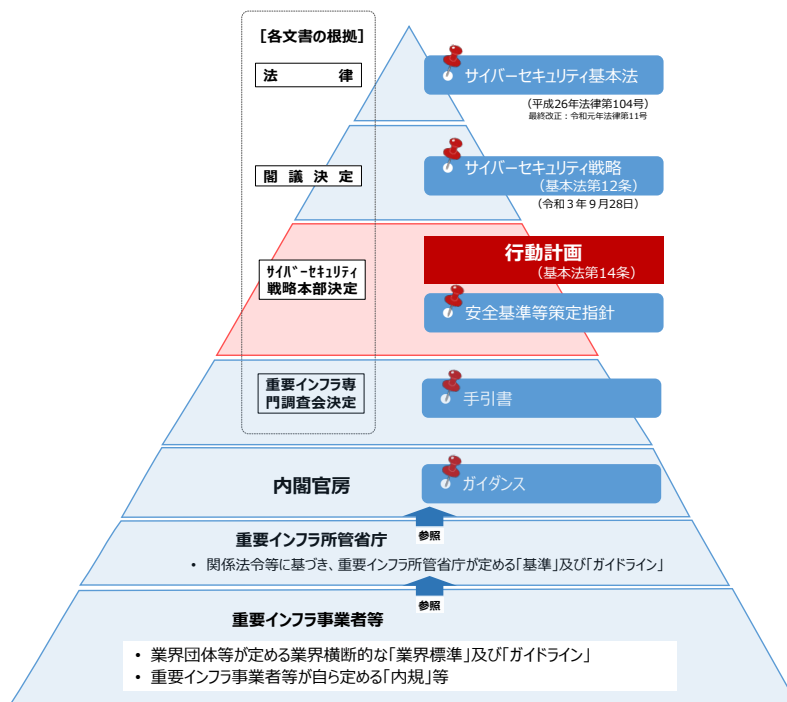 [各文書の根拠]
法 律
サイバーセキュリティ基本法
(平成26年法律第104号)
最終改正:令和元年法律第11号
閣 議 決 定
サイバーセキュリティ戦略
(基本法第12条)
(令和3年9月28日)
ｻｲﾊﾞｰｾｷｭﾘﾃｨ
戦略本部決定
行動計画
(基本法第14条)
安全基準等策定指針
重要インフラ専
門調査会決定
手引書
内閣官房
ガイダンス
参照
重要インフラ所管省庁
• 関係法令等に基づき、重要インフラ所管省庁が定める「基準」及び「ガイドライン」
参照
重要インフラ事業者等
• 業界団体等が定める業界横断的な「業界標準」及び「ガイドライン」
• 重要インフラ事業者等が自ら定める「内規」等